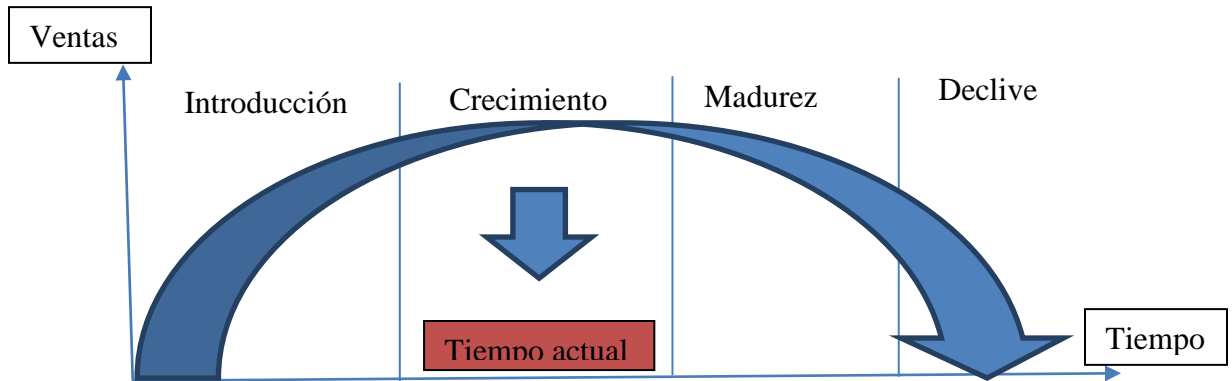 Ventas
Introducción
Crecimiento
Madurez
Declive
Tiempo actual
Tiempo